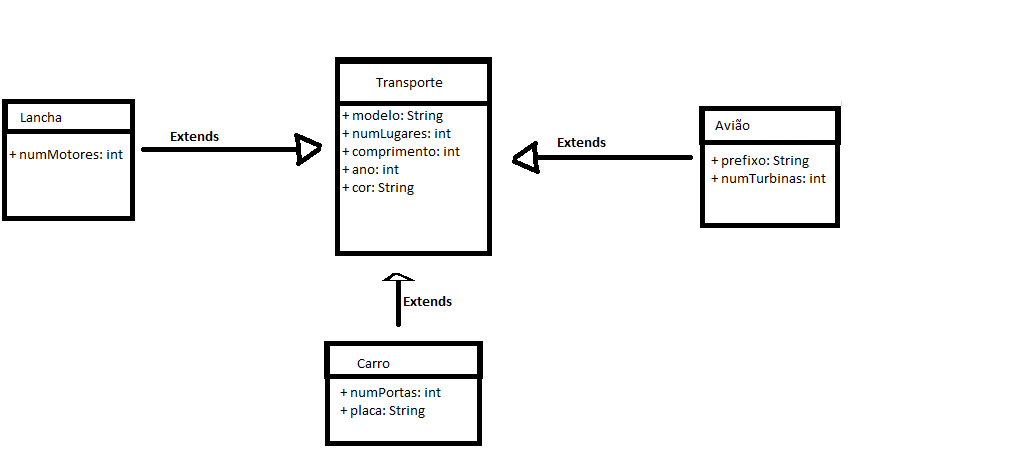 Transporte
+ modelo: String
+ numLugares: int
+ comprimento: int
+ ano: int
+ cor: String
Lancha
+ numMotores: int
Extends
Extends
Avião
+ prefixo: String
+ numTurbinas: int
Extends
Carro
+ numPortas: int
+ placa: String